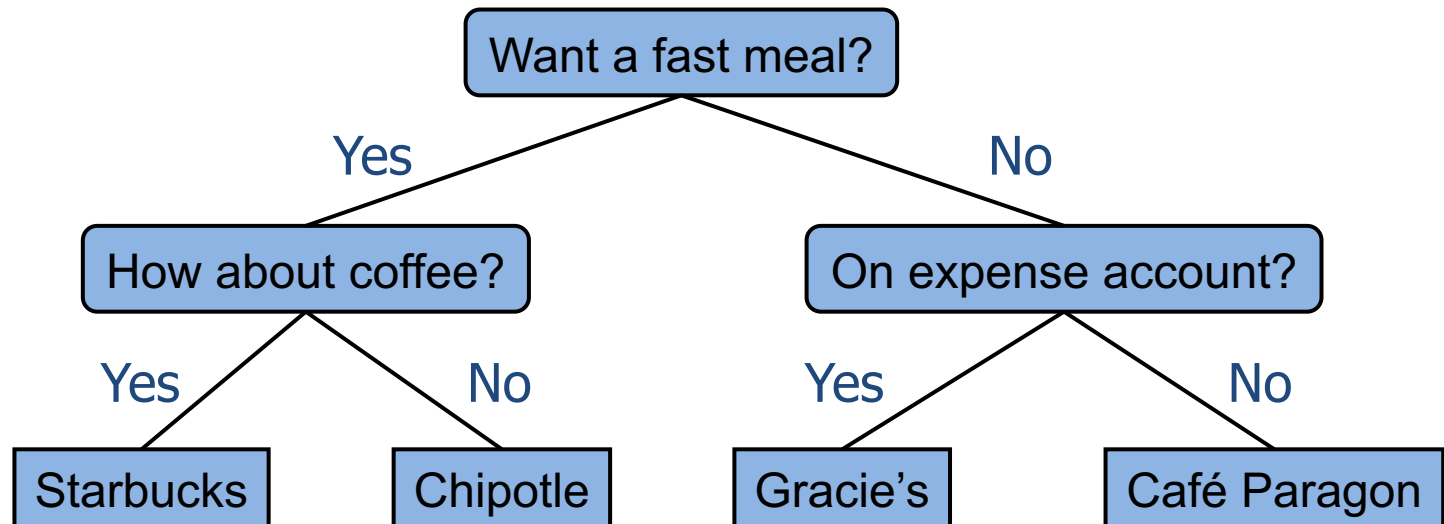 Want a fast meal?
Yes
No
How about coffee?
On expense account?
Yes
No
Yes
No
Starbucks
Chipotle
Gracie’s
Café Paragon